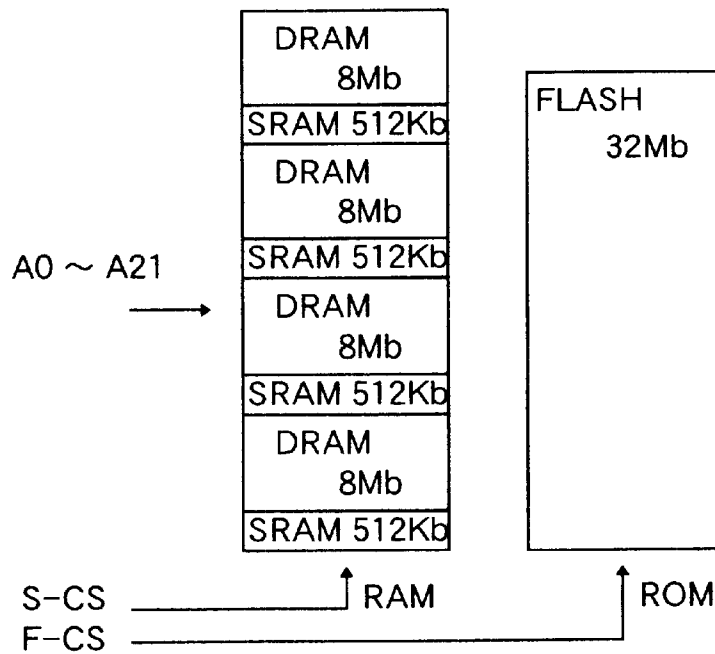 DRAM
8Mb
SRAM 512Kb
DRAM
8Mb
SRAM 512Kb
DRAM
8Mb
SRAM 512Kb
DRAM
8Mb
SRAM 512Kb
FLASH
32Mb
A0 ~ A21
S-CS
RAM
ROM
F-CS